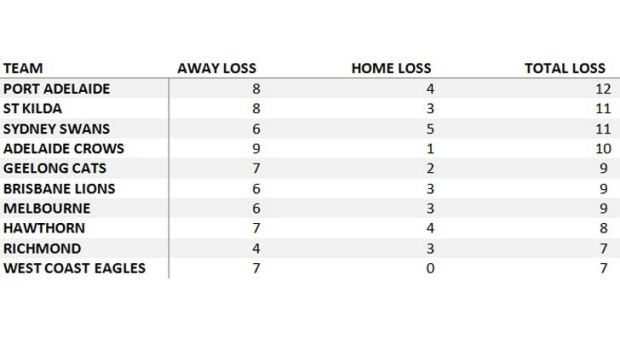 TEAM AWAY LOSS HOME LOSS TOTAL LOSS
PORT ADELAIDE 8 4 12
ST KILDA 8 3 11
SYDNEY SWANS 6 5 11
ADELAIDE CROWS 9 1 10
GEELONG CATS 7 2 9
BRISBANE LIONS 6 3 9
MELBOURNE 6 3 9
HAWTHORN 7 4 8
RICHMOND 4 3 7
WEST COAST EAGLES 7 0 7